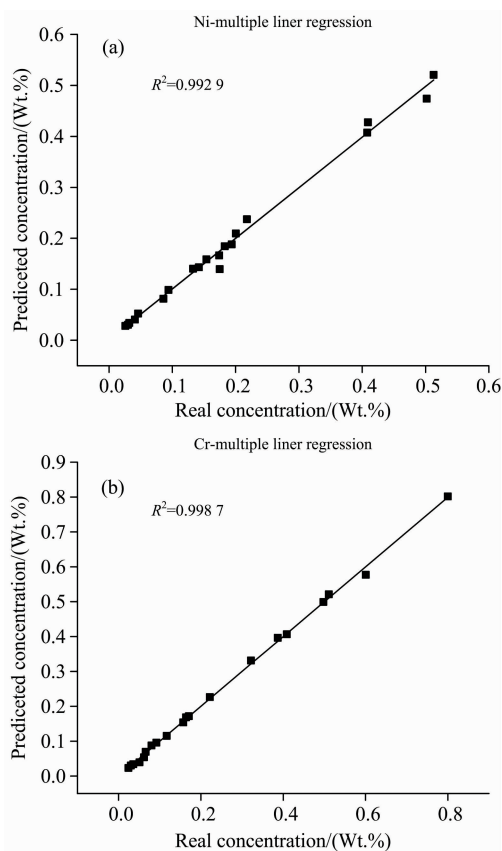 Ni-multiple liner regression
(a)
R²=0.992 9
0.6
0.5
0.4
0.3
0.2
0.1
0.0
Prediceted concentration/(Wt.%)
0.0 0.1 0.2 0.3 0.4 0.5 0.6
Real concentration/(Wt.%)
Cr-multiple liner regression
(b)
R²=0.998 7
0.9
0.8
0.7
0.6
0.5
0.4
0.3
0.2
0.1
0.0
Prediceted concentration/(Wt.%)
0.0 0.2 0.4 0.6 0.8
Real concentration/(Wt.%)